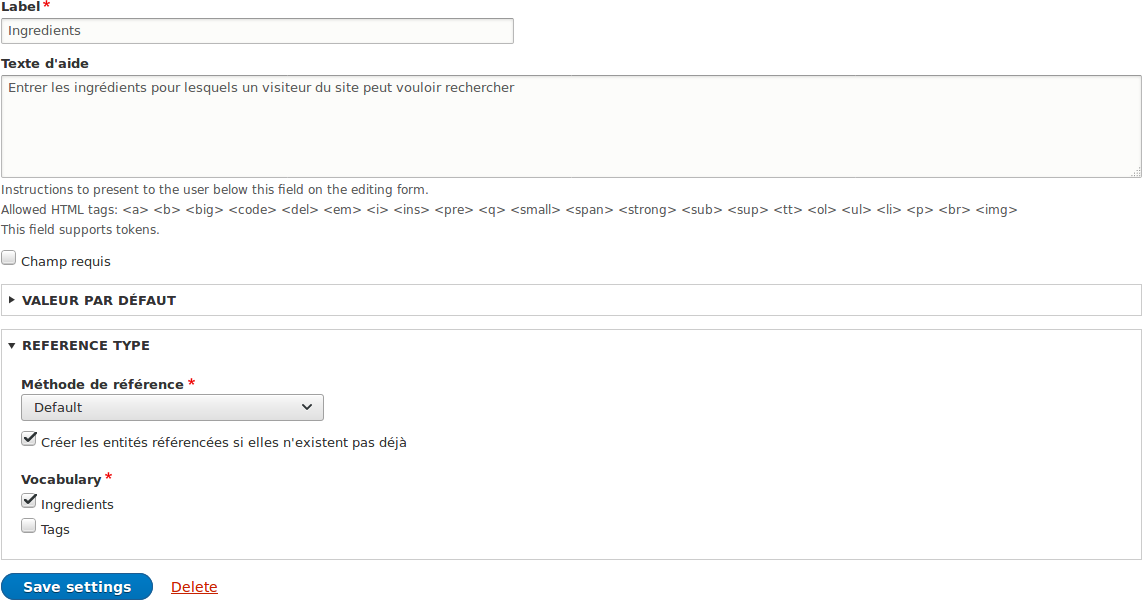 Label*
Ingredients
Texte d'aide
Entrer les ingrédients pour lesquels un visiteur du site peut vouloir rechercher
Instructions to present to the user below this field on the editing form.
Allowed HTML tags: <a> <b> <big> <code> <del> <em> <i> <ins> <pre> <q> <small> <span> <strong> <sub> <sup> <tt> <ol> <ul> <li> <p> <br> <img>
This field supports tokens.
Champ requis
VALEUR PAR DÉFAUT
REFERENCE TYPE
Méthode de référence *
Default
Créer les entités référencées si elles n'existent pas déjà
Vocabulary *
Ingredients
Tags
Save settings Delete